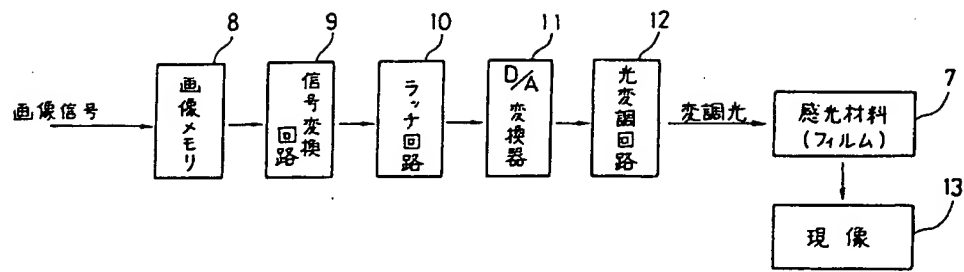 8
9
10
11
12
7
13
画像信号
画像メモリ
信号変換
回路
ラッチ回路
D/A
変換器
光変調回路
変調光
感光材料
(フィルム)
現像